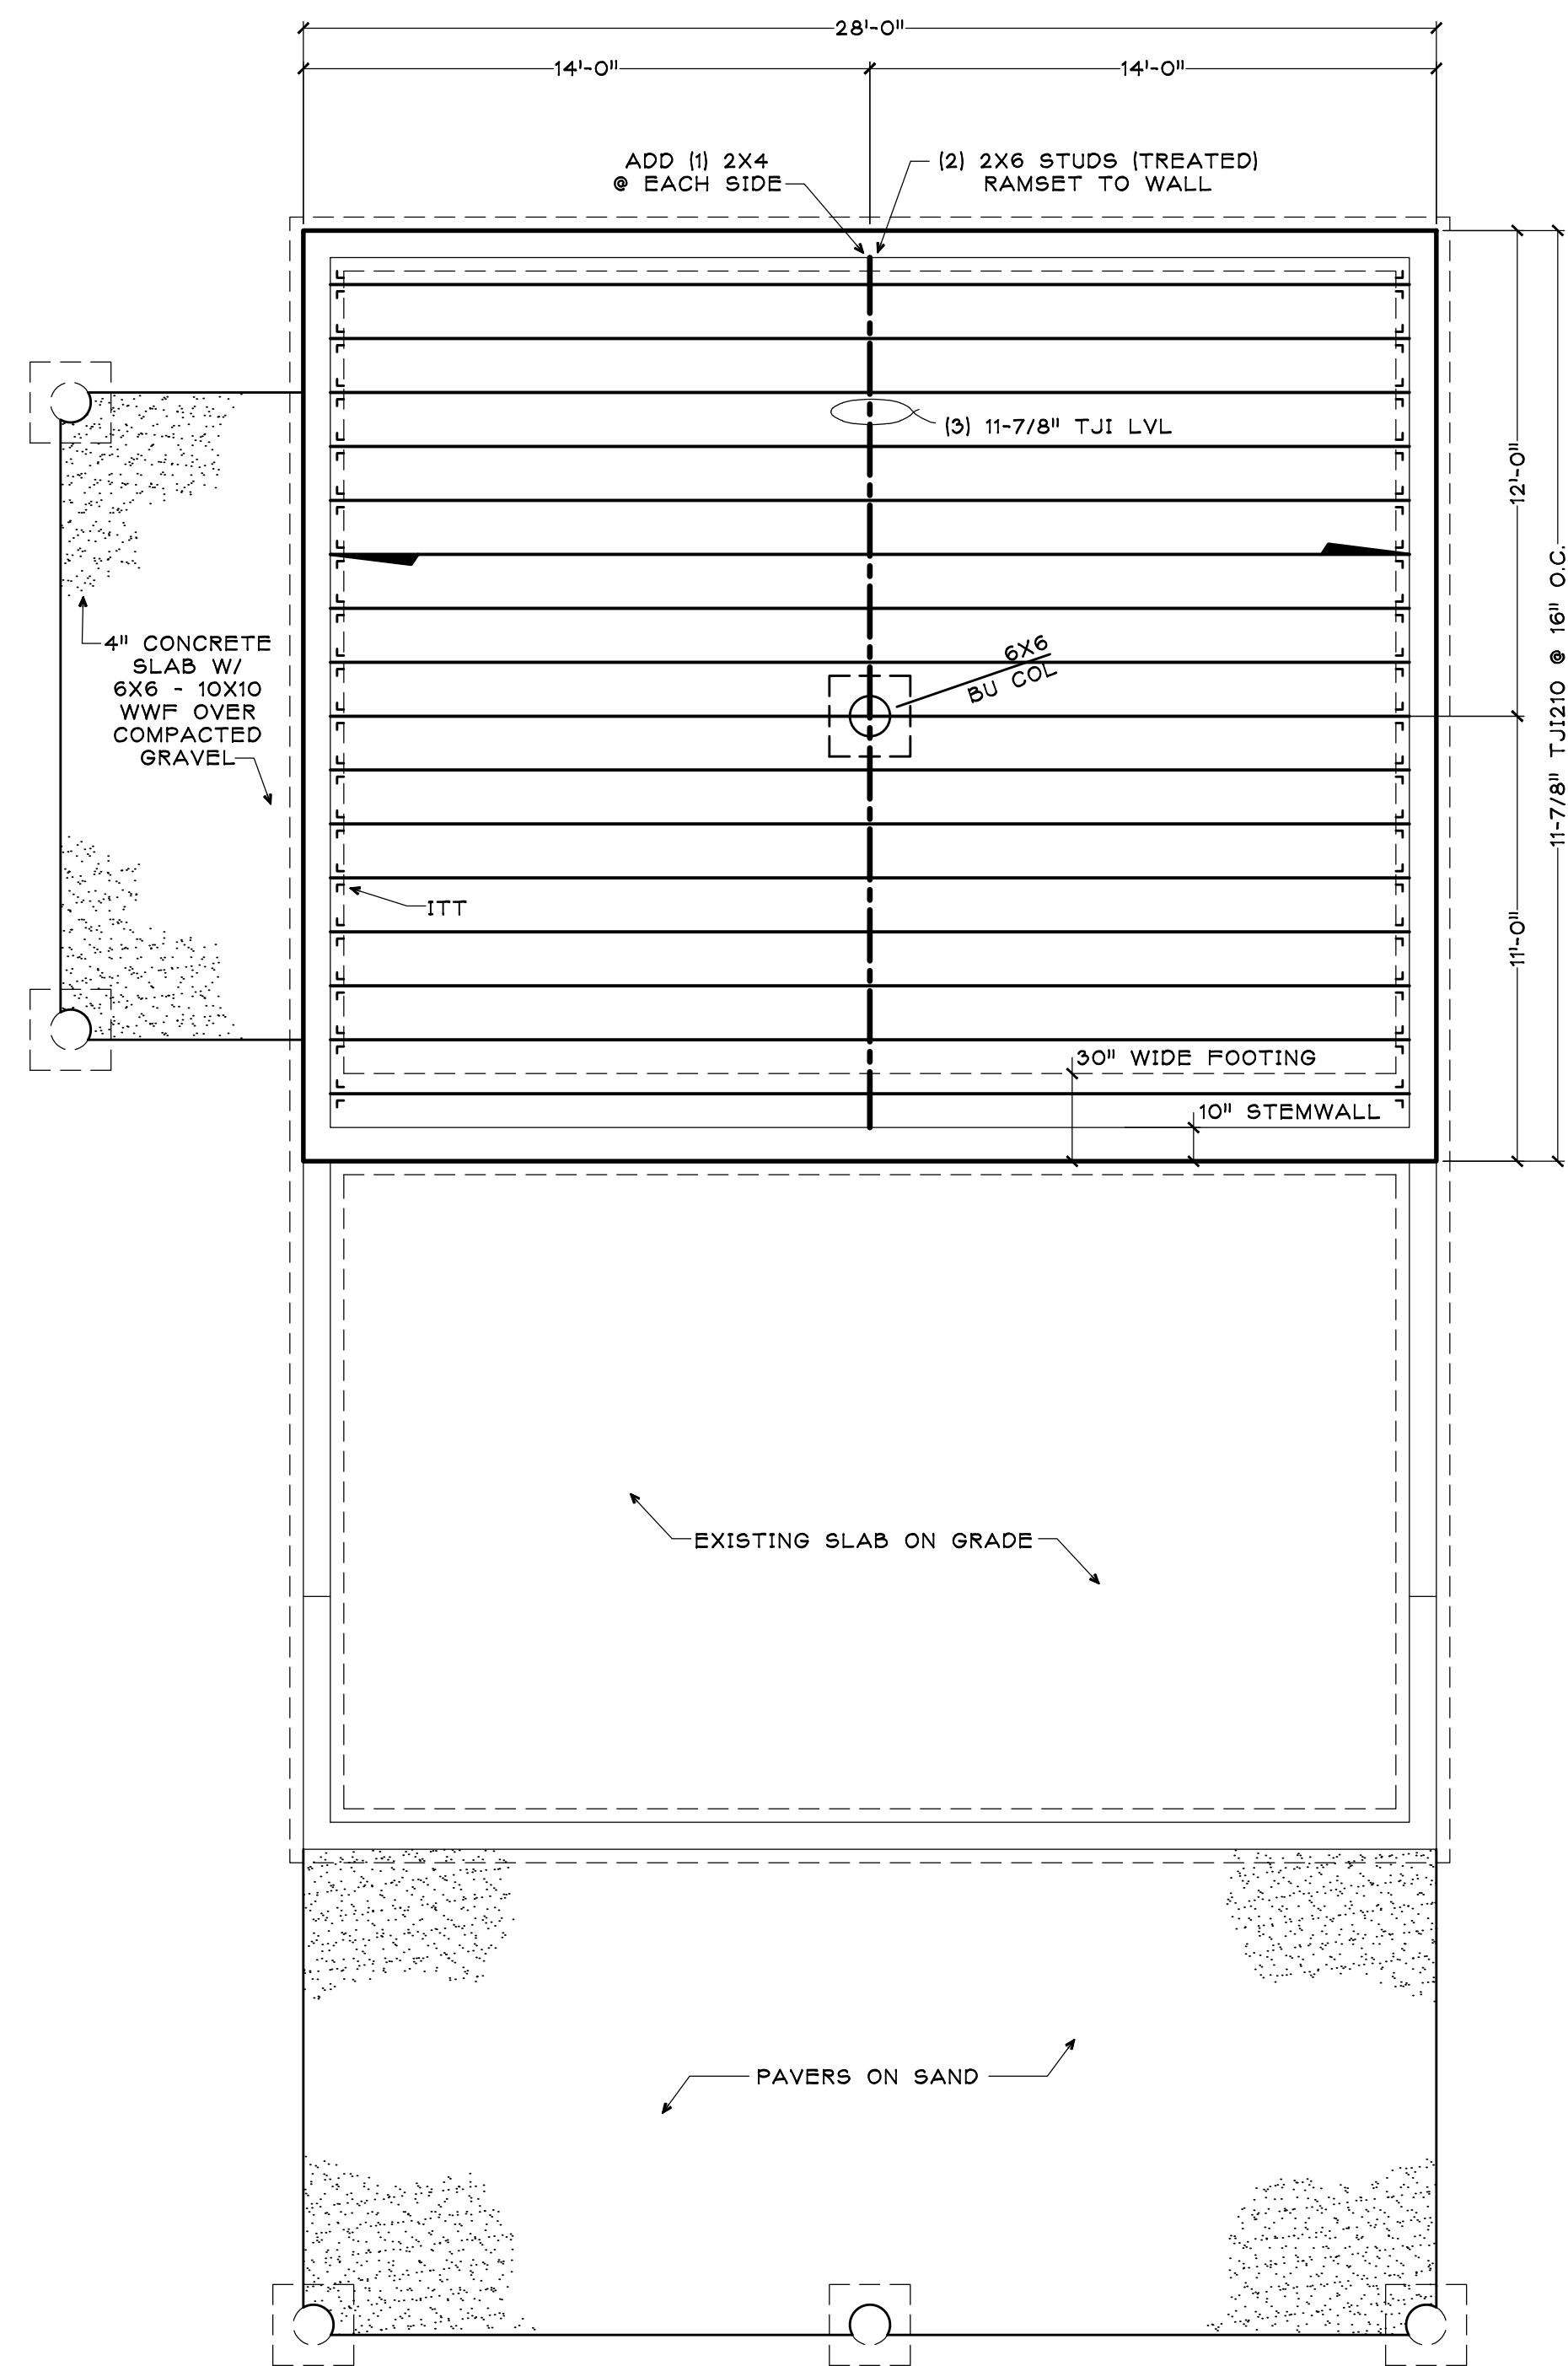 28'-0"
14'-0"
14'-0"
ADD (1) 2X4
@ EACH SIDE
(2) 2X6 STUDS (TREATED)
RAMSET TO WALL
(3) 11-7/8" TJI LVL
12'-0"
11-7/8" TJI210 @ 16" O.C.
6X6
BU COL
4" CONCRETE
SLAB W/
6X6 - 10X10
WWF OVER
COMPACTED
GRAVEL
ITT
11'-0"
30" WIDE FOOTING
10" STEMWALL
EXISTING SLAB ON GRADE
PAVERS ON SAND